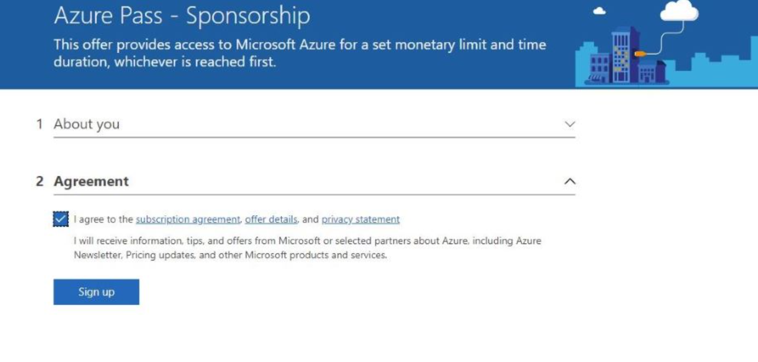 Azure Pass - Sponsorship
This offer provides access to Microsoft Azure for a set monetary limit and time
duration, whichever is reached first.
1 About you
2 Agreement
I agree to the subscription agreement, offer details, and privacy statement
I will receive information, tips, and offers from Microsoft or selected partners about Azure, including Azure
Newsletter, Pricing updates, and other Microsoft products and services.
Sign up